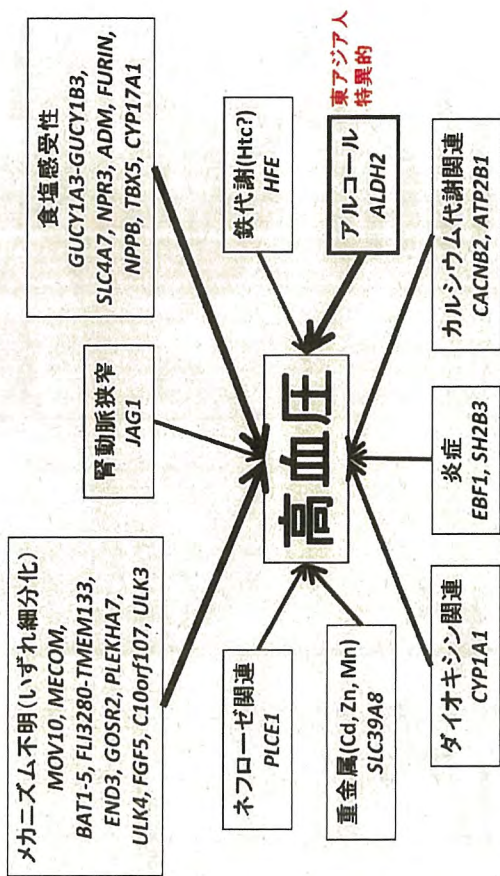 メカニズム不明(いずれ細分化)
MOV10, MECOM,
BAT1-5, FLI3280-TMEM133,
END3, GOSR2, PLEKHA7,
ULK4, FGF5, C10orf107, ULK3
腎動脈狭窄
JAG1
食塩感受性
GUCY1A3-GUCY1B3,
SLC4A7, NPR3, ADM, FURIN,
NPPB, TBX5, CYP17A1
ネフローゼ関連
PLCE1
高血圧
鉄代謝(Htc?)
HFE
重金属(Cd, Zn, Mn)
SLC39A8
アルコール
ALDH2
東アジア人
特異的
ダイオキシン関連
CYP1A1
炎症
EBF1, SH2B3
カルシウム代謝関連
CACNB2, ATP2B1